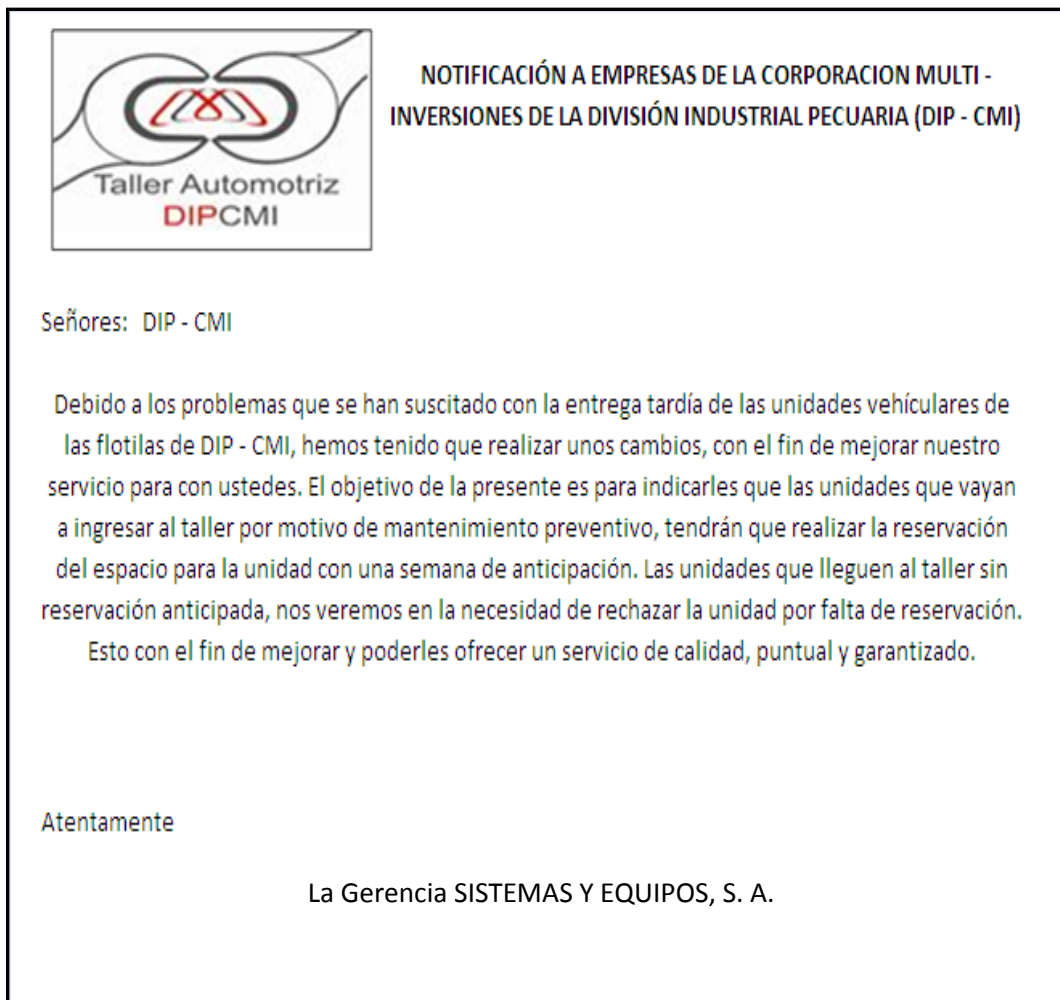 Taller Automotriz
DIPCMI
NOTIFICACIÓN A EMPRESAS DE LA CORPORACION MULTI -
INVERSIONES DE LA DIVISIÓN INDUSTRIAL PECUARIA (DIP - CMI)
Señores: DIP - CMI
Debido a los problemas que se han suscitado con la entrega tardía de las unidades vehículares de
las flotilas de DIP - CMI, hemos tenido que realizar unos cambios, con el fin de mejorar nuestro
servicio para con ustedes. El objetivo de la presente es para indicarles que las unidades que vayan
a ingresar al taller por motivo de mantenimiento preventivo, tendrán que realizar la reservación
del espacio para la unidad con una semana de anticipación. Las unidades que lleguen al taller sin
reservación anticipada, nos veremos en la necesidad de rechazar la unidad por falta de reservación.
Esto con el fin de mejorar y poderles ofrecer un servicio de calidad, puntual y garantizado.
Atentamente
La Gerencia SISTEMAS Y EQUIPOS, S. A.